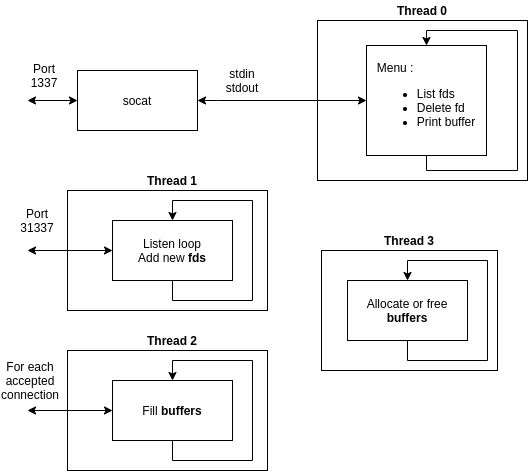 Thread 0
Port
1337
socat
stdin
stdout
Menu :
• List fds
• Delete fd
• Print buffer
Thread 1
Port
31337
Listen loop
Add new fds
Thread 3
Allocate or free
buffers
Thread 2
For each
accepted
connection
Fill buffers